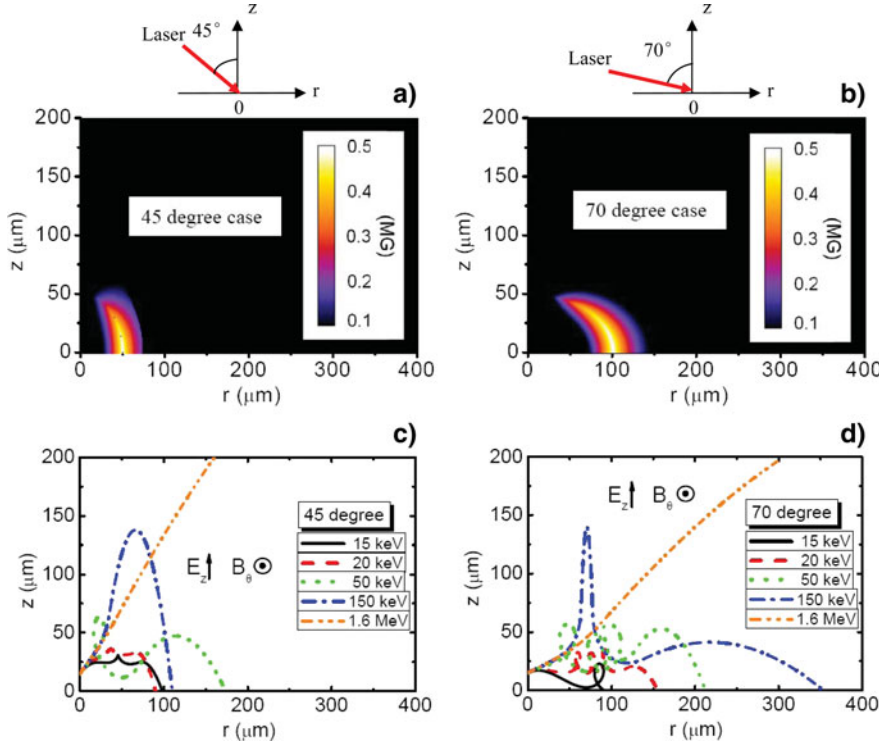 z
Laser 45°
r
0
a)
z
Laser 70°
r
0
b)
200
150
100
50
0
z (μm)
0 100 200 300 400
r (μm)
45 degree case
0.5
0.4
0.3
0.2
0.1
(MG)
200
150
100
50
0
z (μm)
0 100 200 300 400
r (μm)
70 degree case
0.5
0.4
0.3
0.2
0.1
(MG)
c)
200
150
100
50
0
z (μm)
0 100 200 300 400
r (μm)
E_z B_θ
45 degree
15 keV
20 keV
50 keV
150 keV
1.6 MeV
d)
200
150
100
50
0
z (μm)
0 100 200 300 400
r (μm)
E_z B_θ
70 degree
15 keV
20 keV
50 keV
150 keV
1.6 MeV